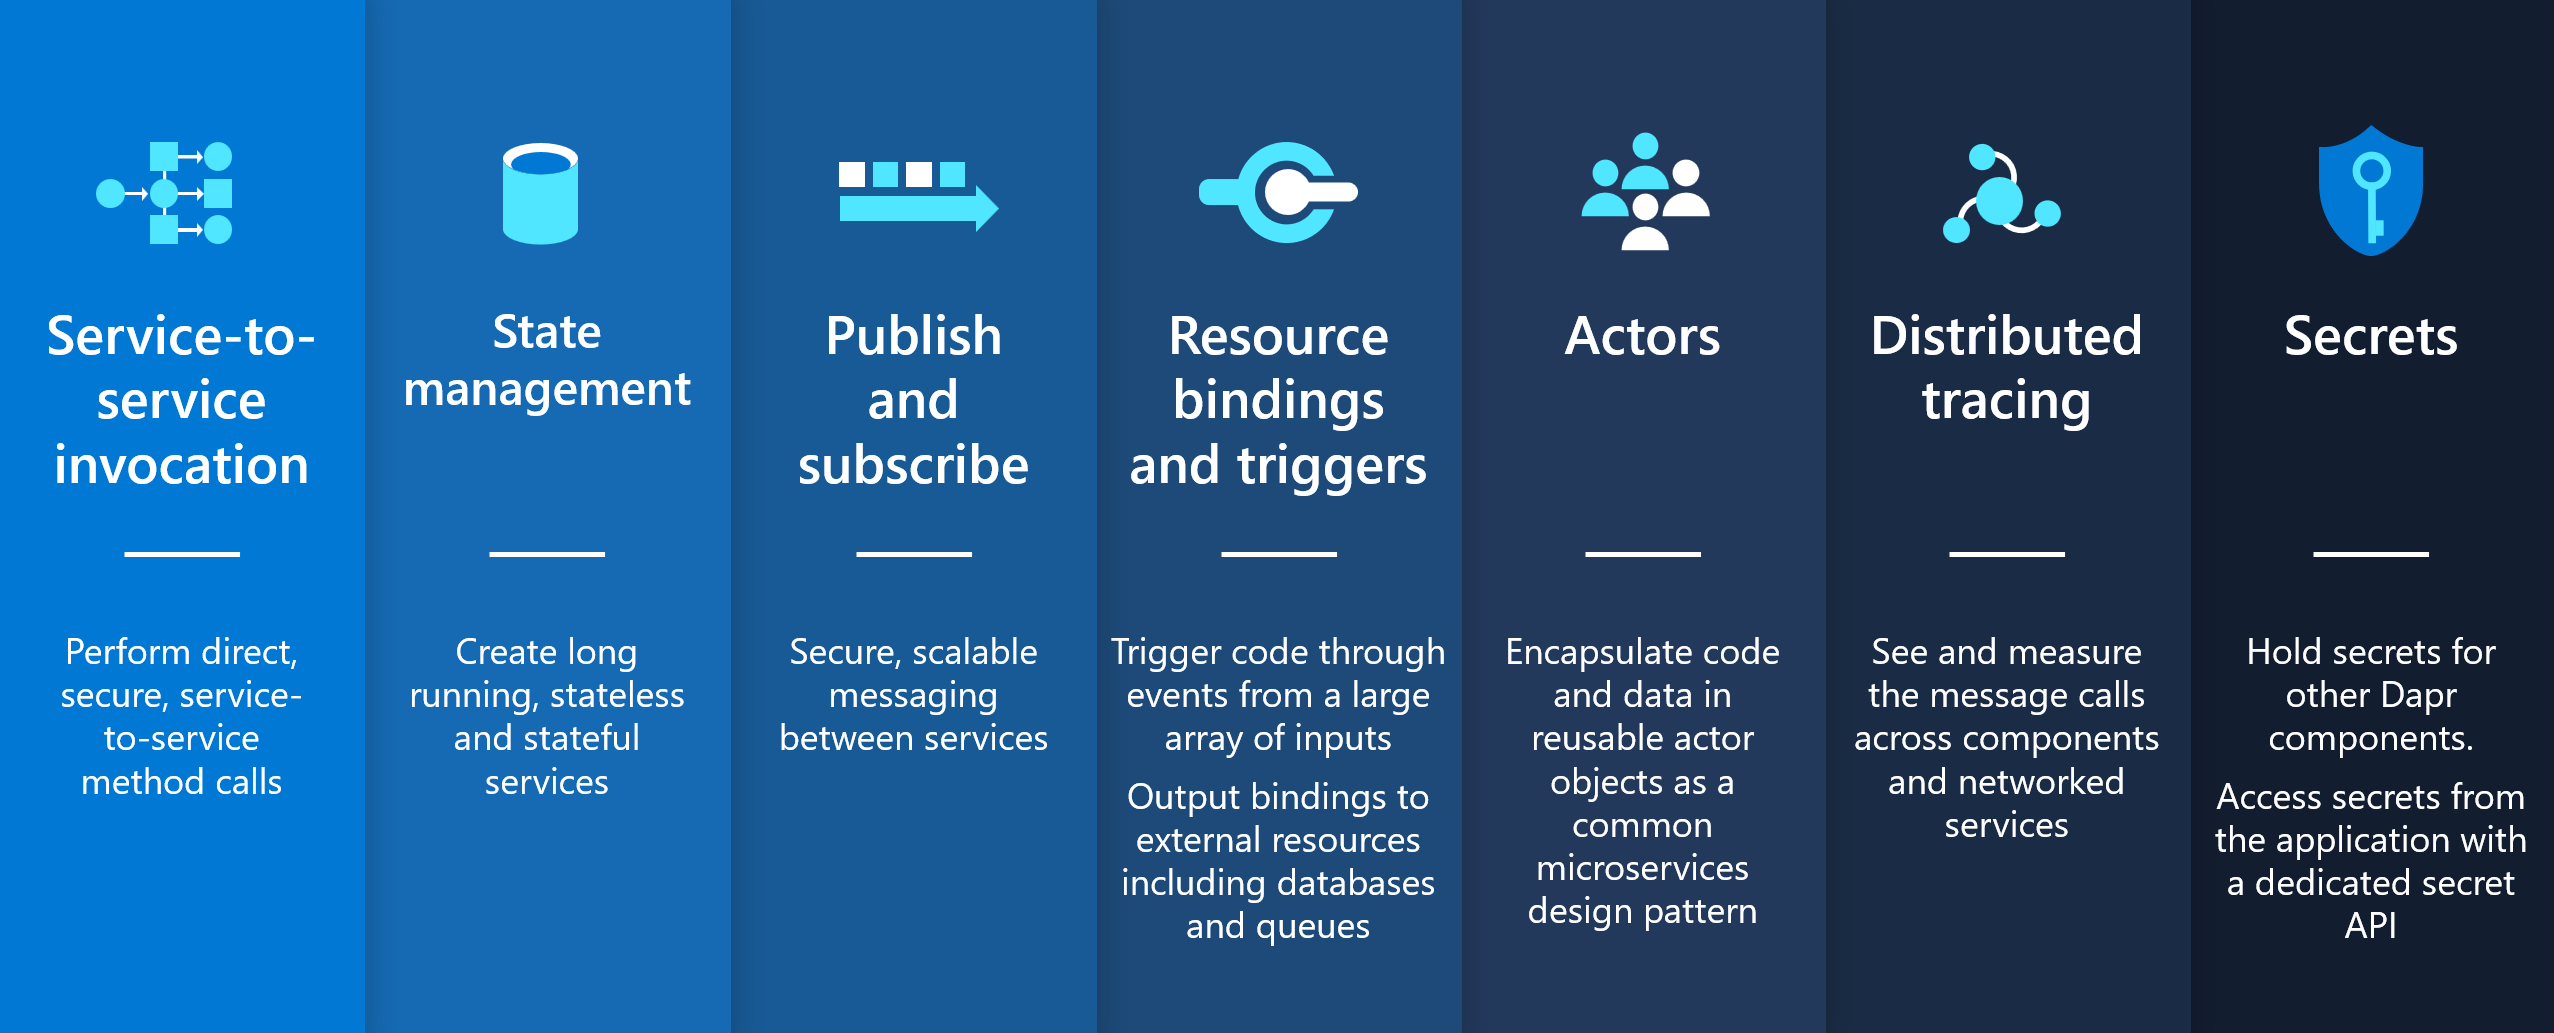 Service-to-
service
invocation
Perform direct,
secure, service-
to-service
method calls
State
management
Create long
running, stateless
and stateful
services
Publish
and
subscribe
Secure, scalable
messaging
between services
Resource
bindings
and triggers
Trigger code through
events from a large
array of inputs
Output bindings to
external resources
including databases
and queues
Actors
Encapsulate code
and data in
reusable actor
objects as a
common
microservices
design pattern
Distributed
tracing
See and measure
the message calls
across components
and networked
services
Secrets
Hold secrets for
other Dapr
components.
Access secrets from
the application with
a dedicated secret
API